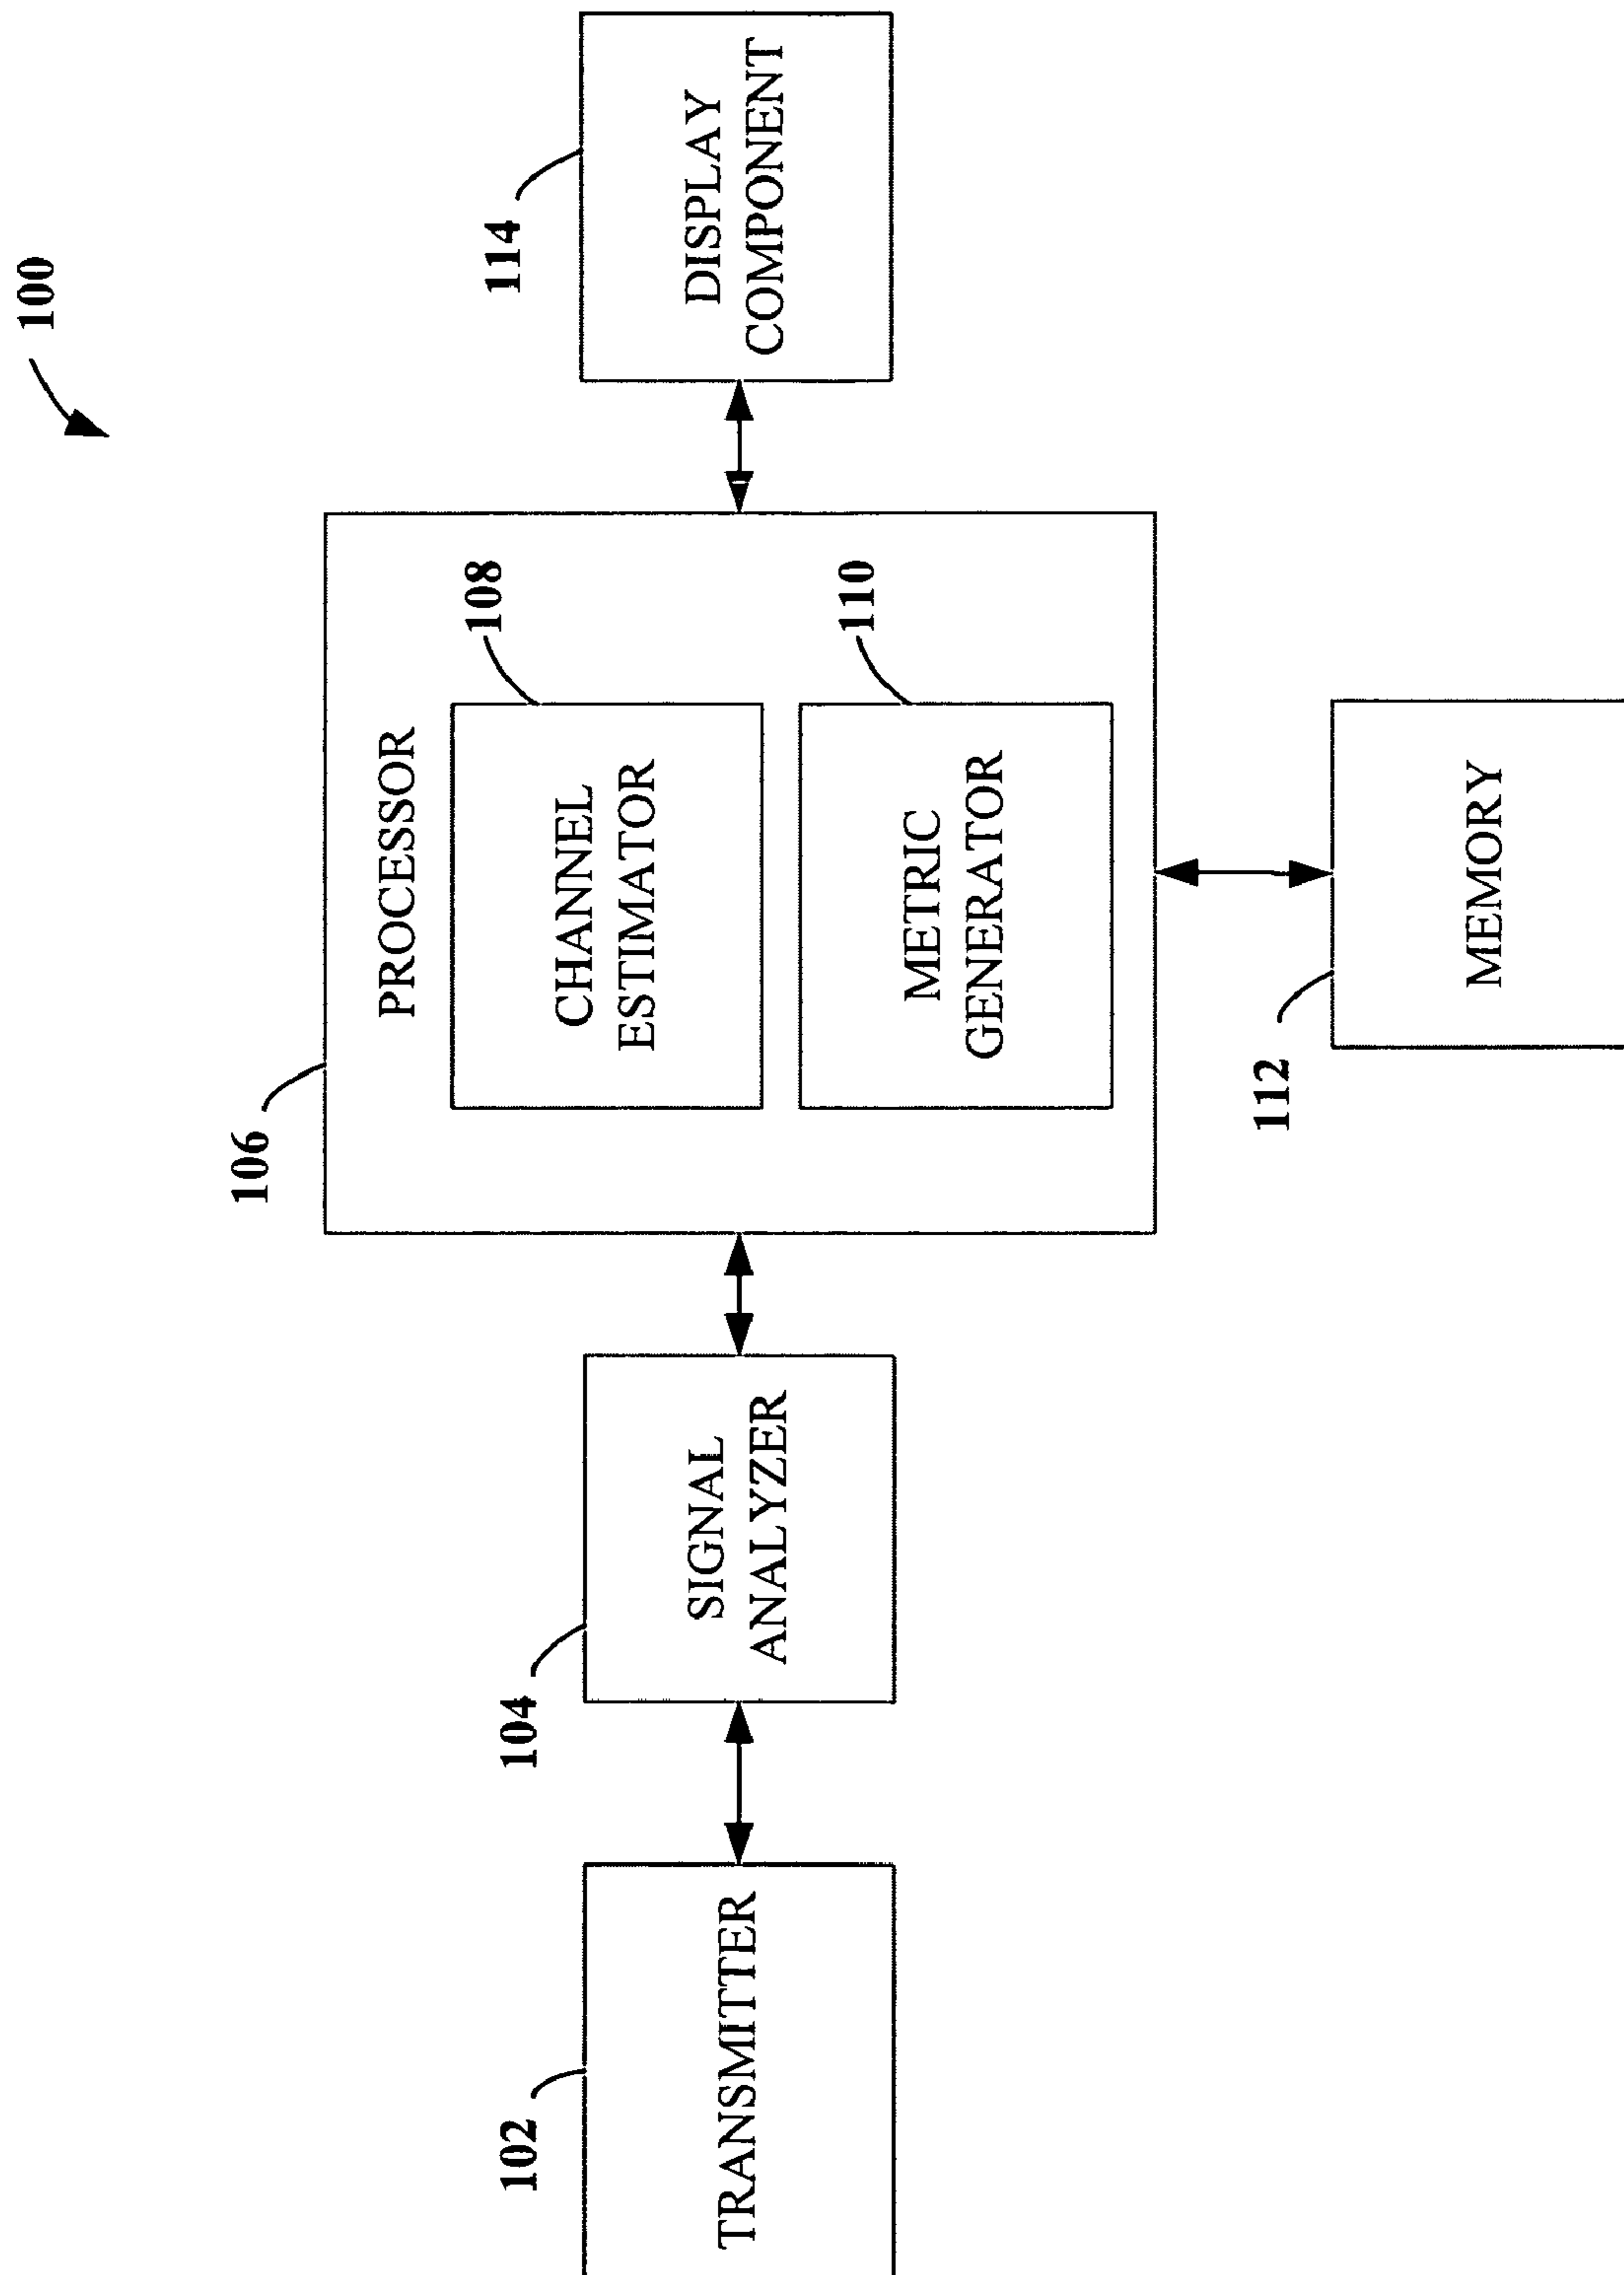 100
106
PROCESSOR
108
CHANNEL
ESTIMATOR
110
METRIC
GENERATOR
102
TRANSMITTER
104
SIGNAL
ANALYZER
114
DISPLAY
COMPONENT
112
MEMORY